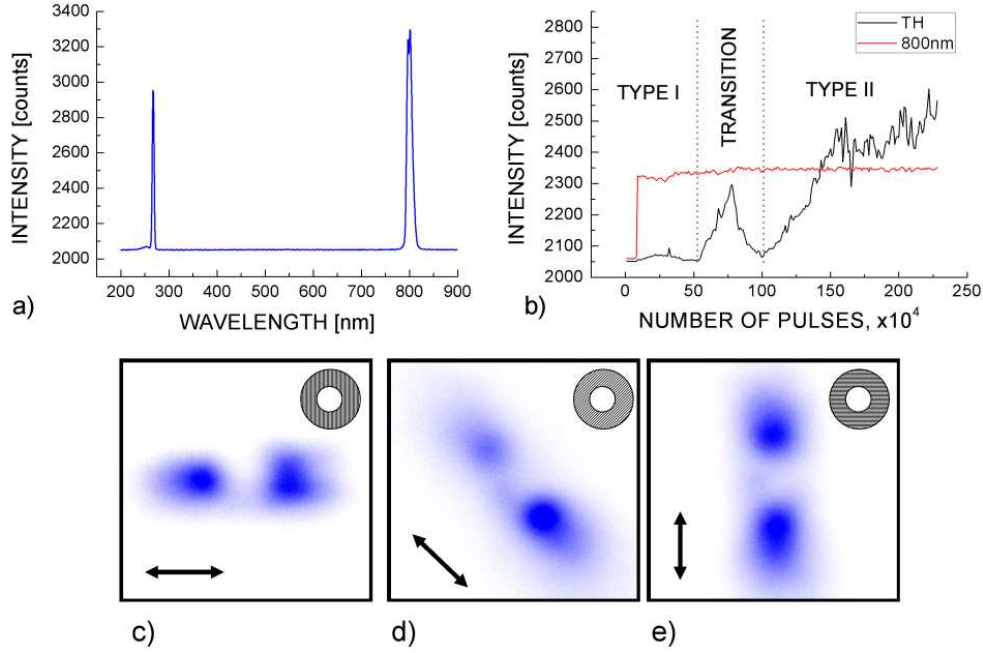 3400
3200
3000
2800
2600
2400
2200
2000
INTENSITY [counts]
200 300 400 500 600 700 800 900
WAVELENGTH [nm]
a)
2800
2700
2600
2500
2400
2300
2200
2100
2000
INTENSITY [counts]
TH
800nm
TYPE I
TRANSITION
TYPE II
0 50 100 150 200 250
NUMBER OF PULSES, x10⁴
b)
c)
d)
e)